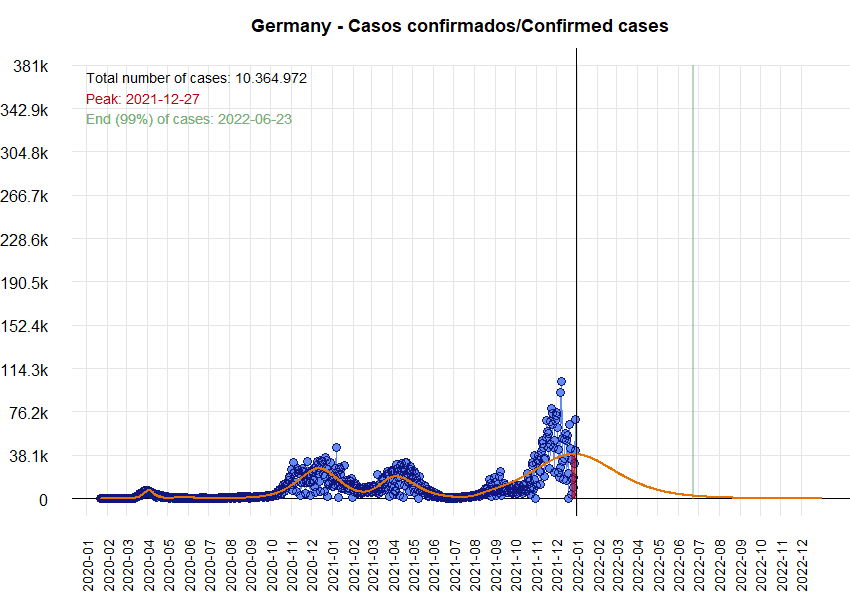 Germany - Casos confirmados/Confirmed cases
381k
342.9k
304.8k
266.7k
228.6k
190.5k
152.4k
114.3k
76.2k
38.1k
0
Total number of cases: 10.364.972
Peak: 2021-12-27
End (99%) of cases: 2022-06-23
2020-01
2020-02
2020-03
2020-04
2020-05
2020-06
2020-07
2020-08
2020-09
2020-10
2020-11
2020-12
2021-01
2021-02
2021-03
2021-04
2021-05
2021-06
2021-07
2021-08
2021-09
2021-10
2021-11
2021-12
2022-01
2022-02
2022-03
2022-04
2022-05
2022-06
2022-07
2022-08
2022-09
2022-10
2022-11
2022-12